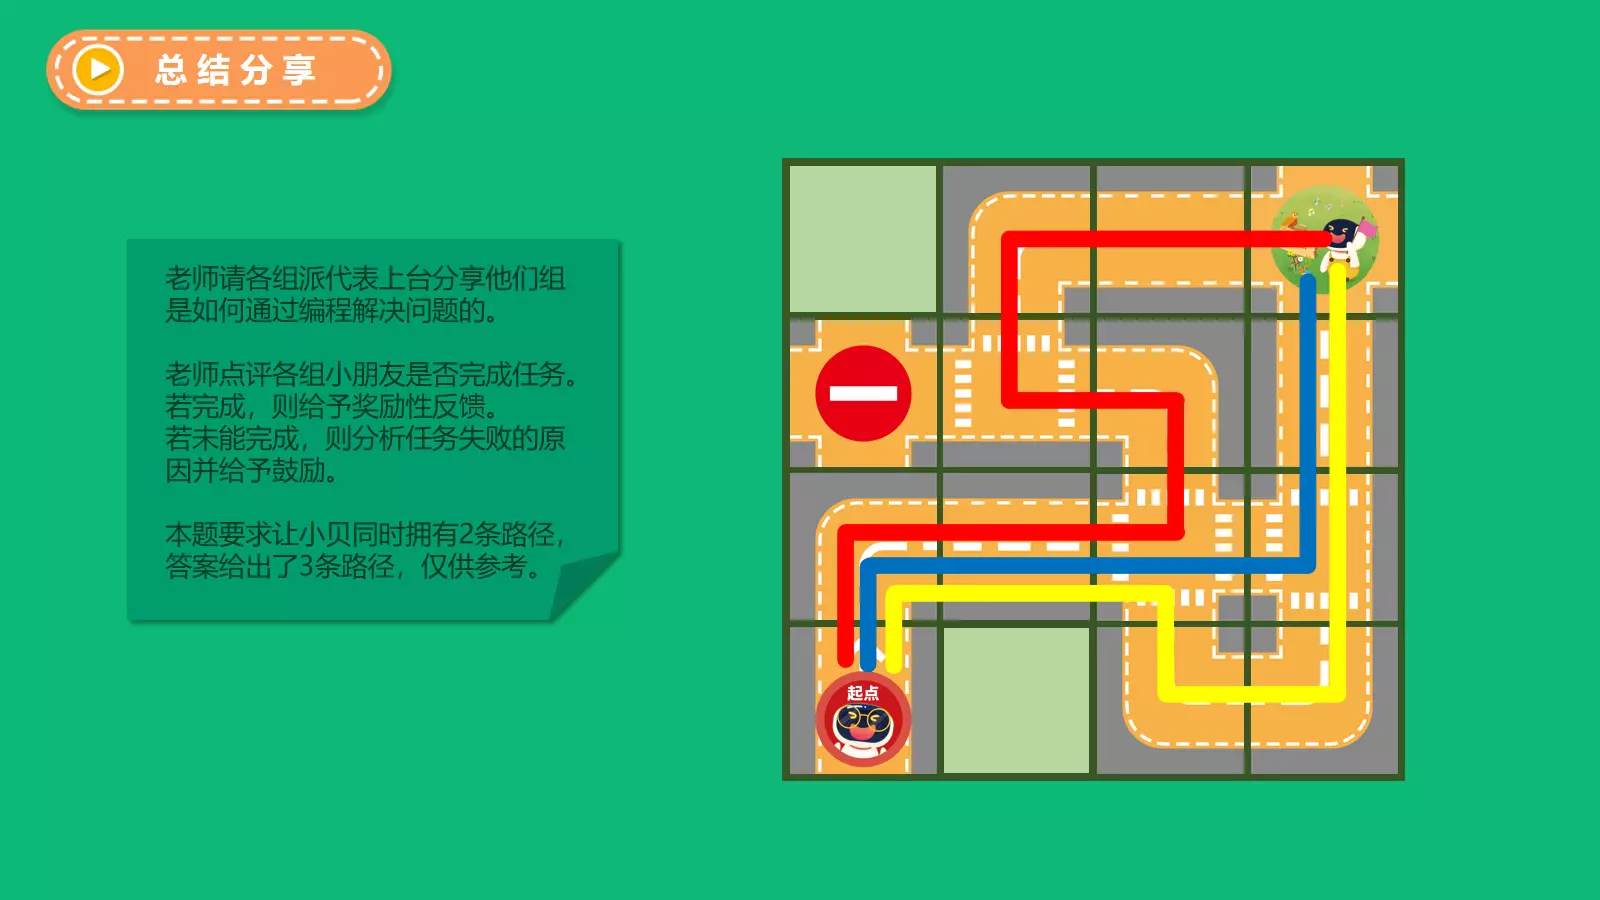 总结分享
老师请各组派代表上台分享他们组
是如何通过编程解决问题的。
老师点评各组小朋友是否完成任务。
若完成，则给予奖励性反馈。
若未能完成，则分析任务失败的原
因并给予鼓励。
本题要求让小贝同时拥有2条路径，
答案给出了3条路径，仅供参考。
起点